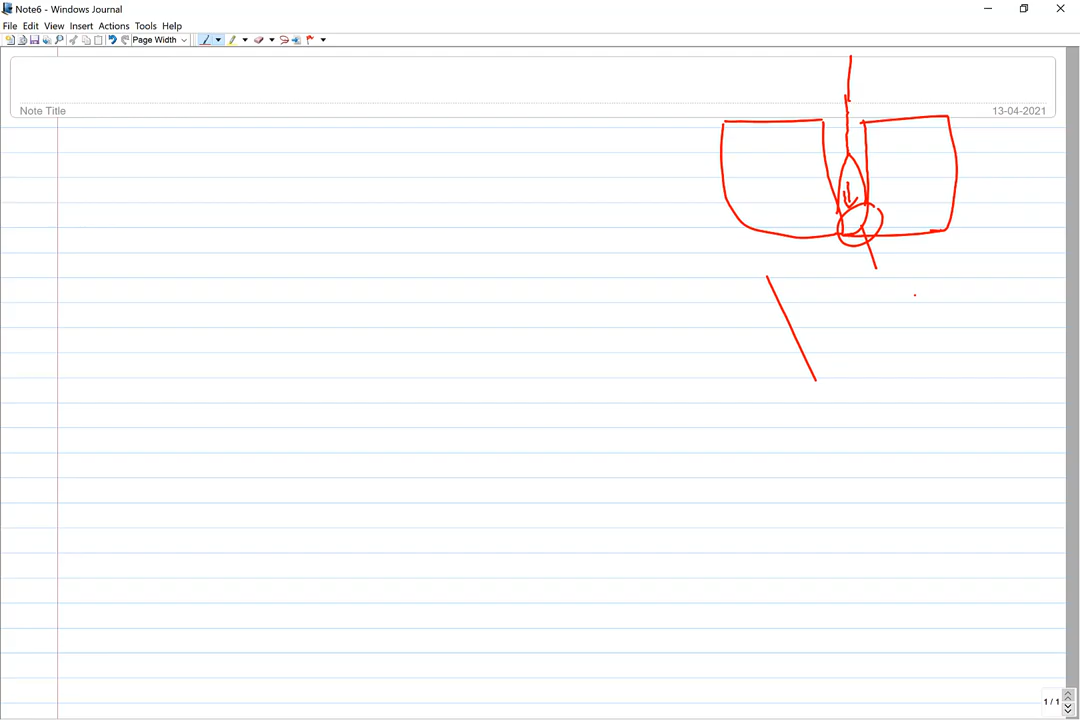 Note6 - Windows Journal
File Edit View Insert Actions Tools Help
Page Width
Note Title
13-04-2021
1 / 1